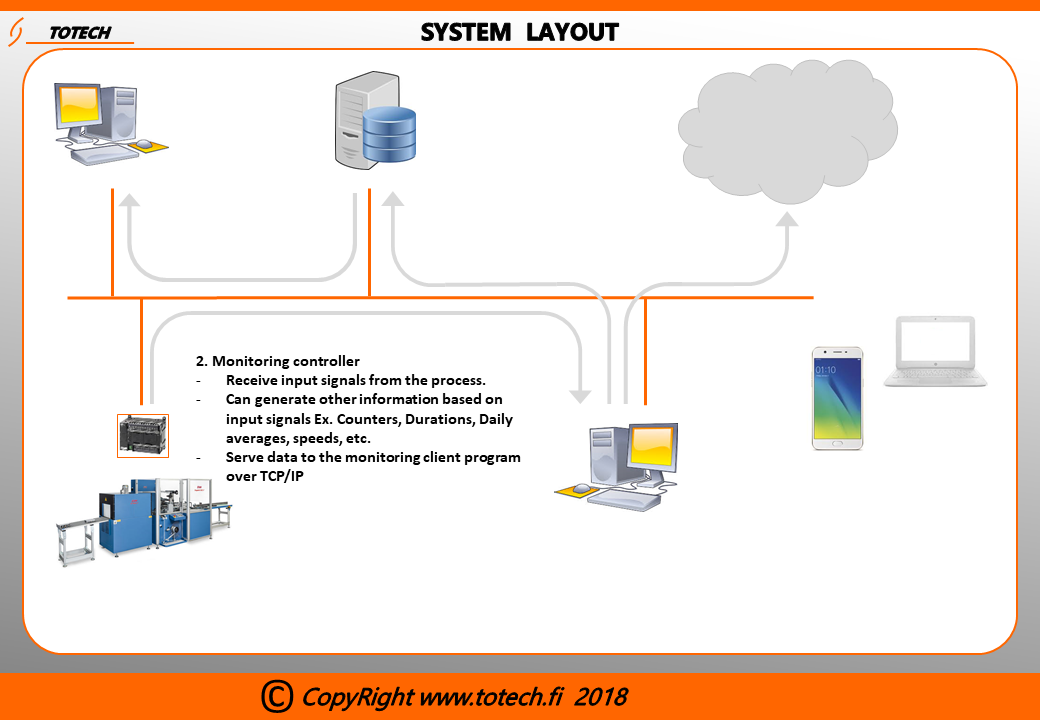 TOTECH
SYSTEM LAYOUT
2. Monitoring controller
- Receive input signals from the process.
- Can generate other information based on
input signals Ex. Counters, Durations, Daily
averages, speeds, etc.
- Serve data to the monitoring client program
over TCP/IP
01:10
© CopyRight www.totech.fi 2018